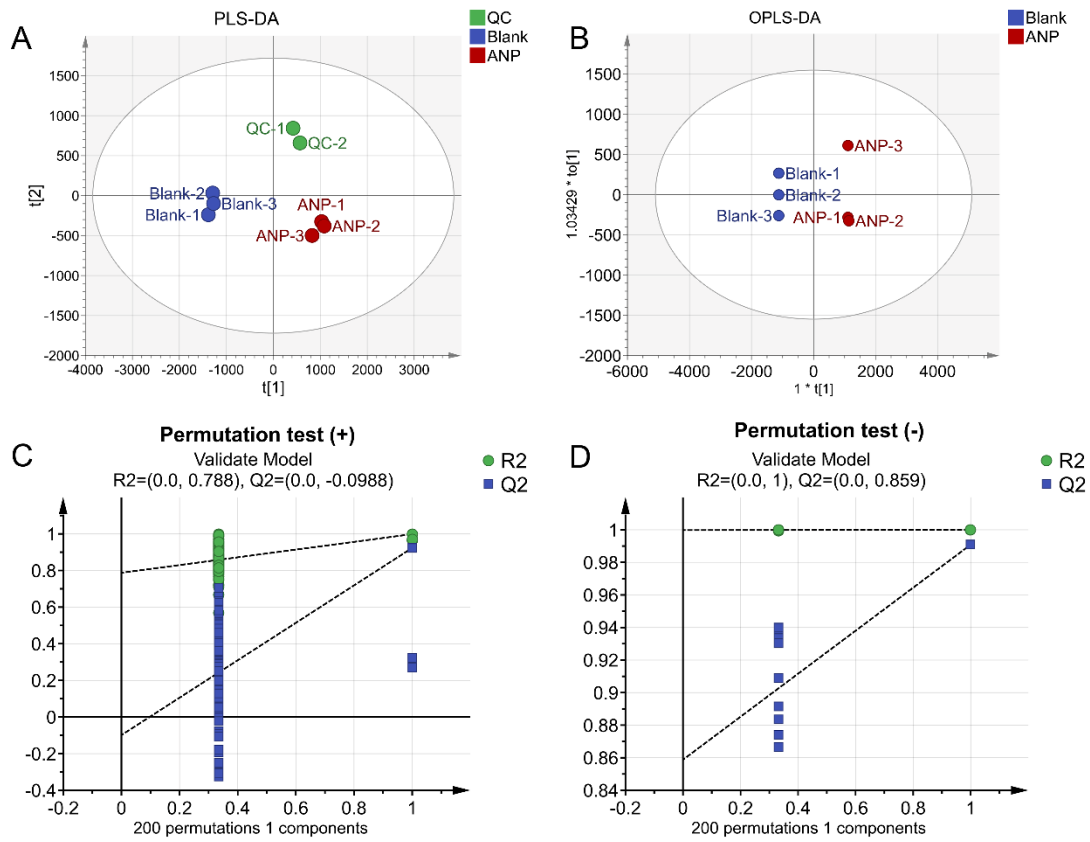 A
PLS-DA
QC
Blank
ANP
1500
1000
500
0
-500
-1000
-1500
-2000
t[2]
QC-1
QC-2
Blank-2
Blank-3
Blank-1
ANP-1
ANP-2
ANP-3
-4000 -3000 -2000 -1000 0 1000 2000 3000
t[1]
B
OPLS-DA
Blank
ANP
1500
1000
500
0
-500
-1000
-1500
-2000
1.03429 * to[1]
ANP-3
Blank-1
Blank-2
Blank-3
ANP-1
ANP-2
-6000 -4000 -2000 0 2000 4000
1 * t[1]
C
Permutation test (+)
Validate Model
R2=(0.0, 0.788), Q2=(0.0, -0.0988)
R2
Q2
1
0.8
0.6
0.4
0.2
0
-0.2
-0.4
-0.2 0 0.2 0.4 0.6 0.8 1
200 permutations 1 components
D
Permutation test (-)
Validate Model
R2=(0.0, 1), Q2=(0.0, 0.859)
R2
Q2
1
0.98
0.96
0.94
0.92
0.9
0.88
0.86
0.84
-0.2 0 0.2 0.4 0.6 0.8 1
200 permutations 1 components